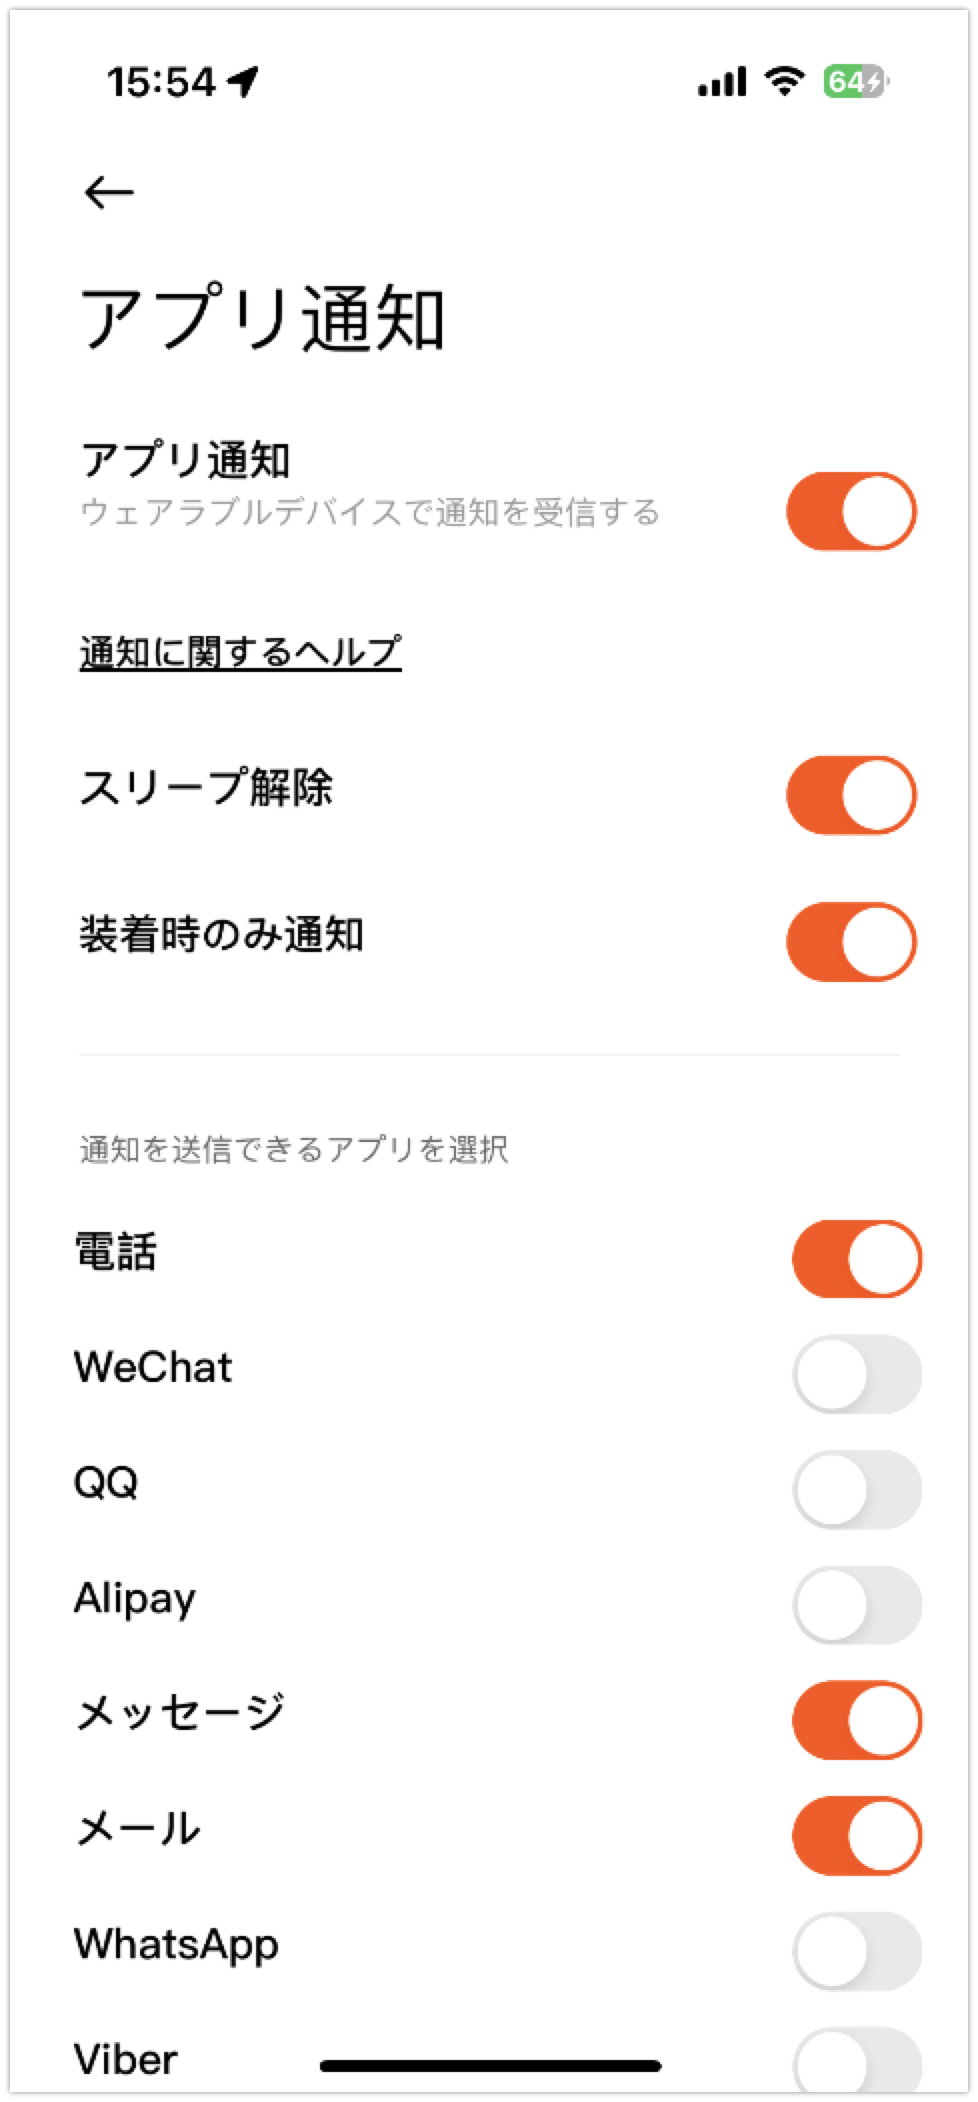 15:54
64
アプリ通知
アプリ通知
ウェアラブルデバイスで通知を受信する
通知に関するヘルプ
スリープ解除
装着時のみ通知
通知を送信できるアプリを選択
電話
WeChat
QQ
Alipay
メッセージ
メール
WhatsApp
Viber